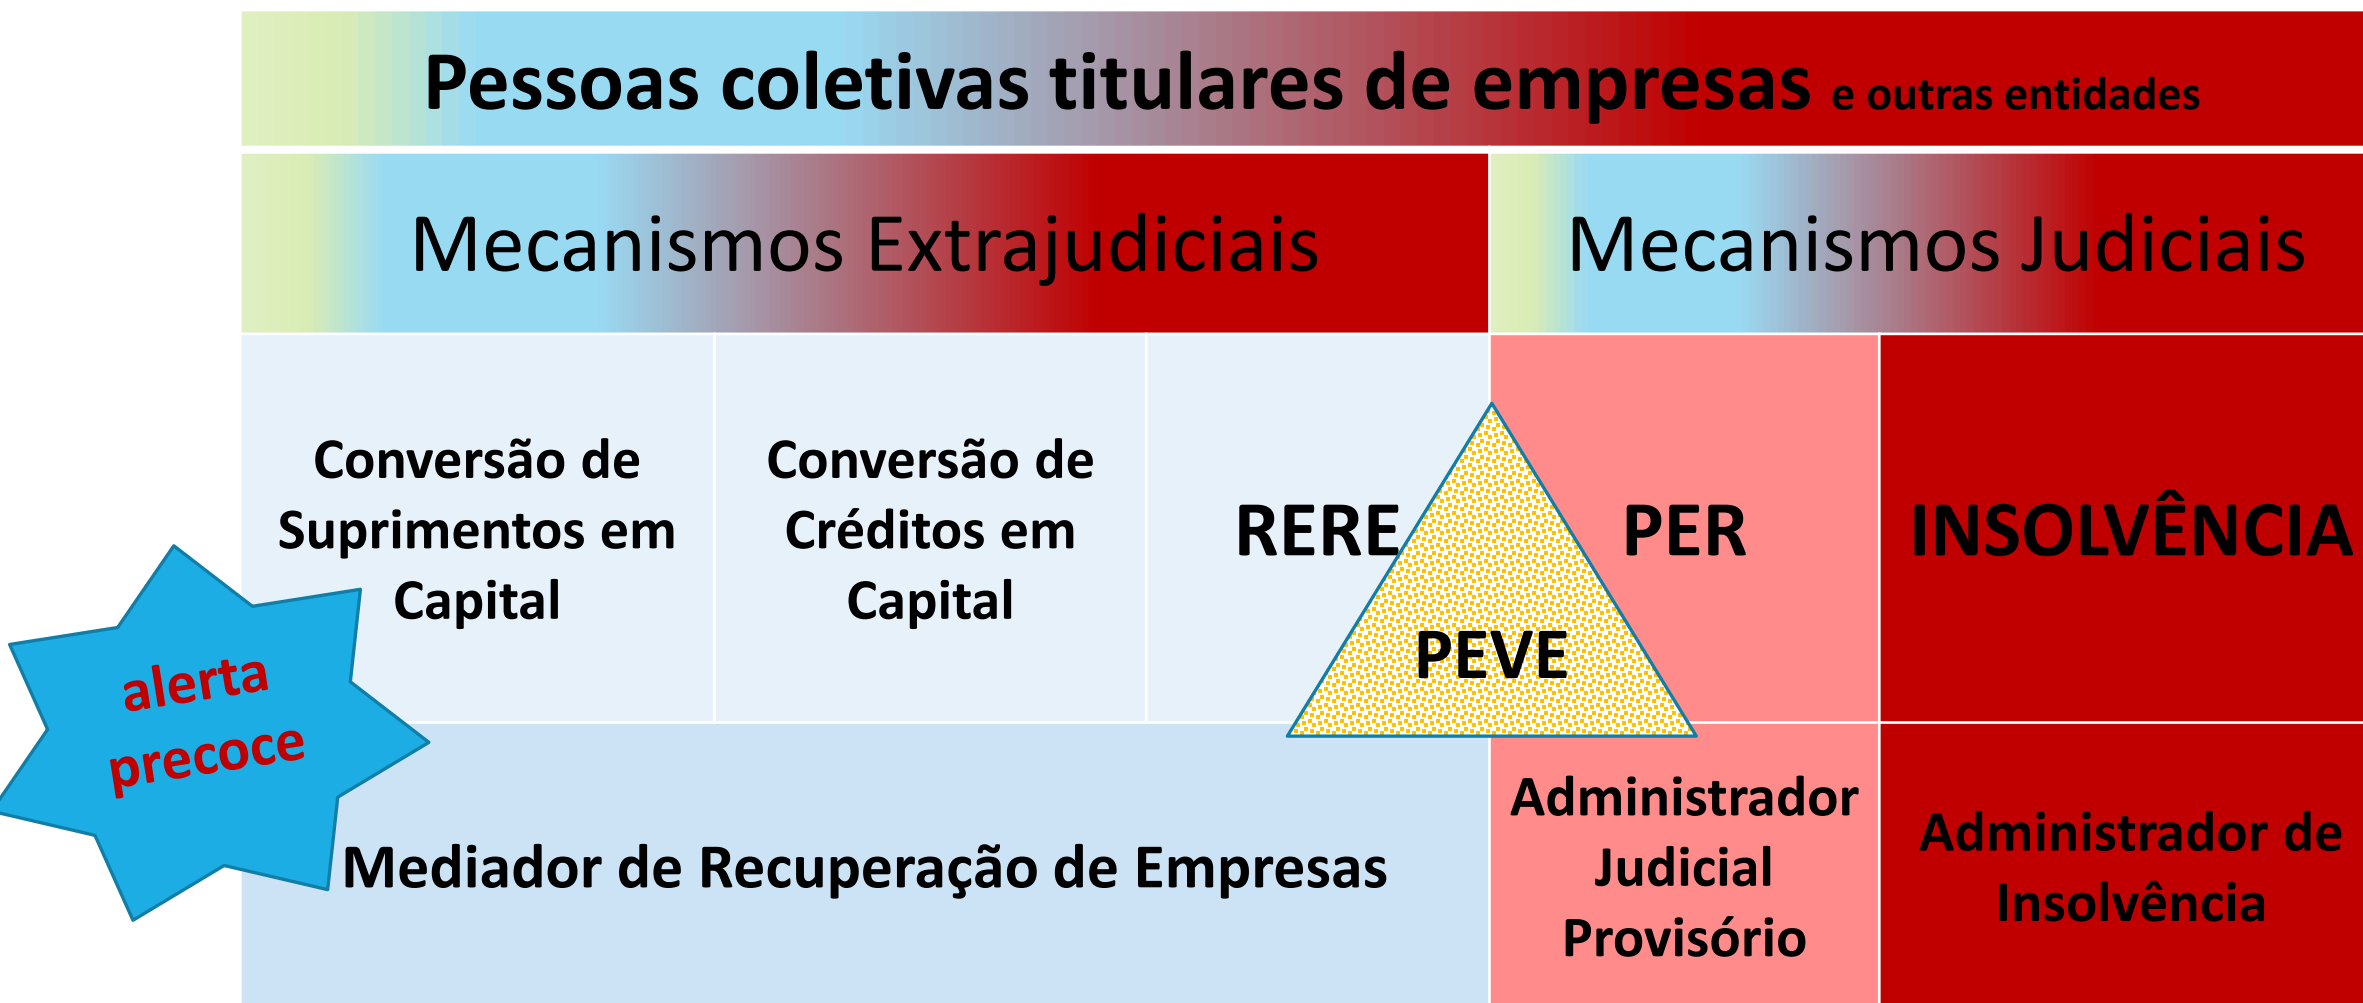 Pessoas coletivas titulares de empresas e outras entidades
Mecanismos Extrajudiciais
Mecanismos Judiciais
Conversão de
Suprimentos em
Capital
Conversão de
Créditos em
Capital
RERE
PEVE
PER
INSOLVÊNCIA
alerta
precoce
Mediador de Recuperação de Empresas
Administrador
Judicial
Provisório
Administrador de
Insolvência